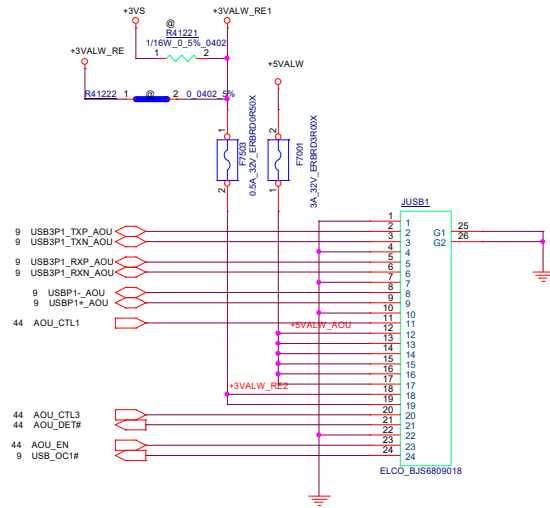 +3VS
@
+3VALW_RE1
R41221
1/16W_0_5%_0402
1 2
+3VALW_RE
+5VALW
R41222 1 @ 2 0_0402_5%
1 2
F7503
0.5A_32V_ERBRD0R50X
2 1
F7001
3A_32V_ERBRD3R00X
JUSB1
1 1
9 USB3P1_TXP_AOU 2 2 G1 25
9 USB3P1_TXN_AOU 3 3 G2 26
4 4
9 USB3P1_RXP_AOU 5 5
9 USB3P1_RXN_AOU 6 6
7 7
9 USBP1-_AOU 8 8
9 USBP1+_AOU 9 9
10 10
44 AOU_CTL1 11 11
+5VALW_AOU 12 12
13 13
14 14
15 15
16 16
17 17
+3VALW_RE2 18 18
19 19
44 AOU_CTL3 20 20
44 AOU_DET# 21 21
22 22
44 AOU_EN 23 23
9 USB_OC1# 24 24
ELCO_BJS6809018